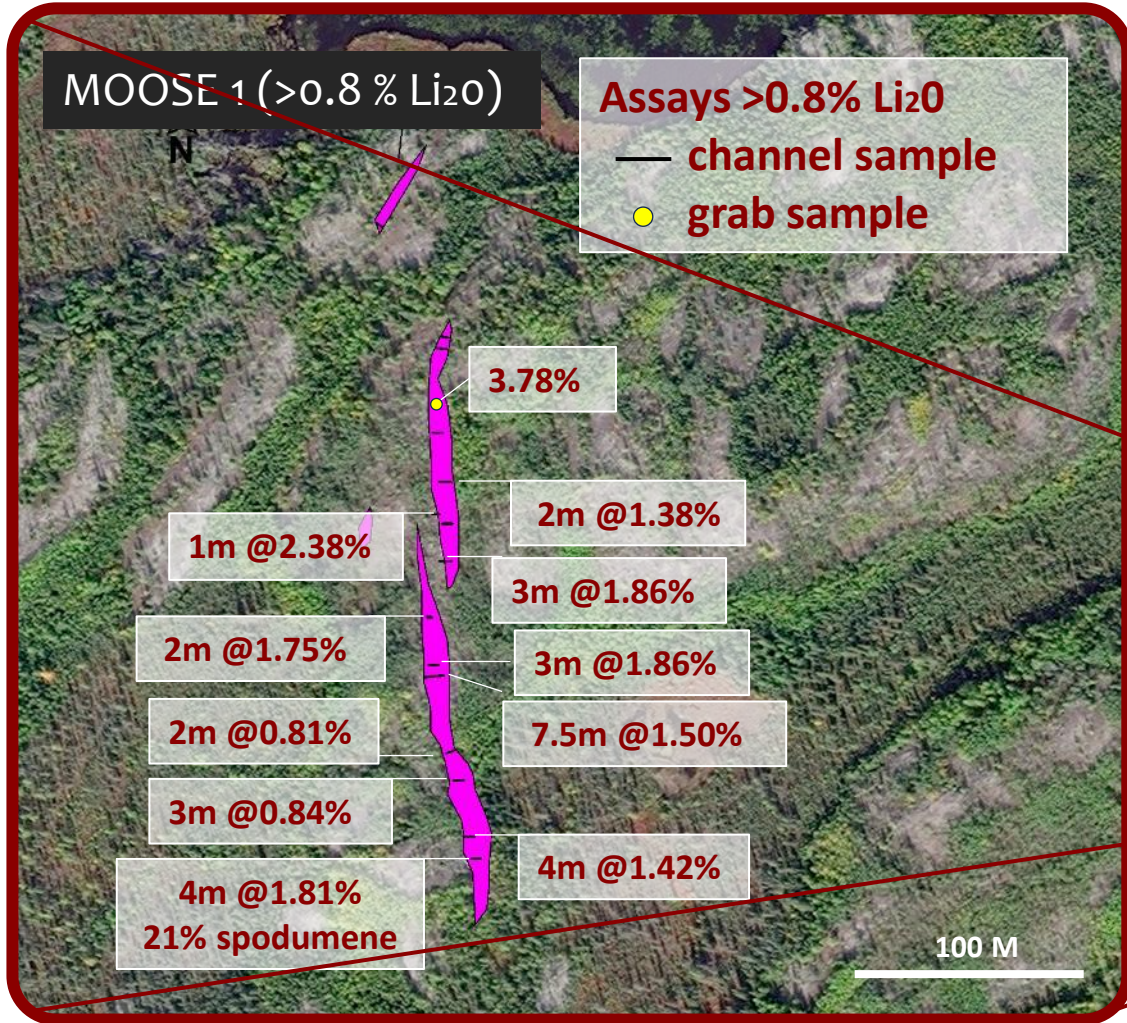 MOOSE 1 (>0.8 % Li₂0)
N
Assays >0.8% Li₂0
channel sample
grab sample
3.78%
2m @1.38%
1m @2.38%
3m @1.86%
2m @1.75%
3m @1.86%
2m @0.81%
7.5m @1.50%
3m @0.84%
4m @1.42%
4m @1.81%
21% spodumene
100 M